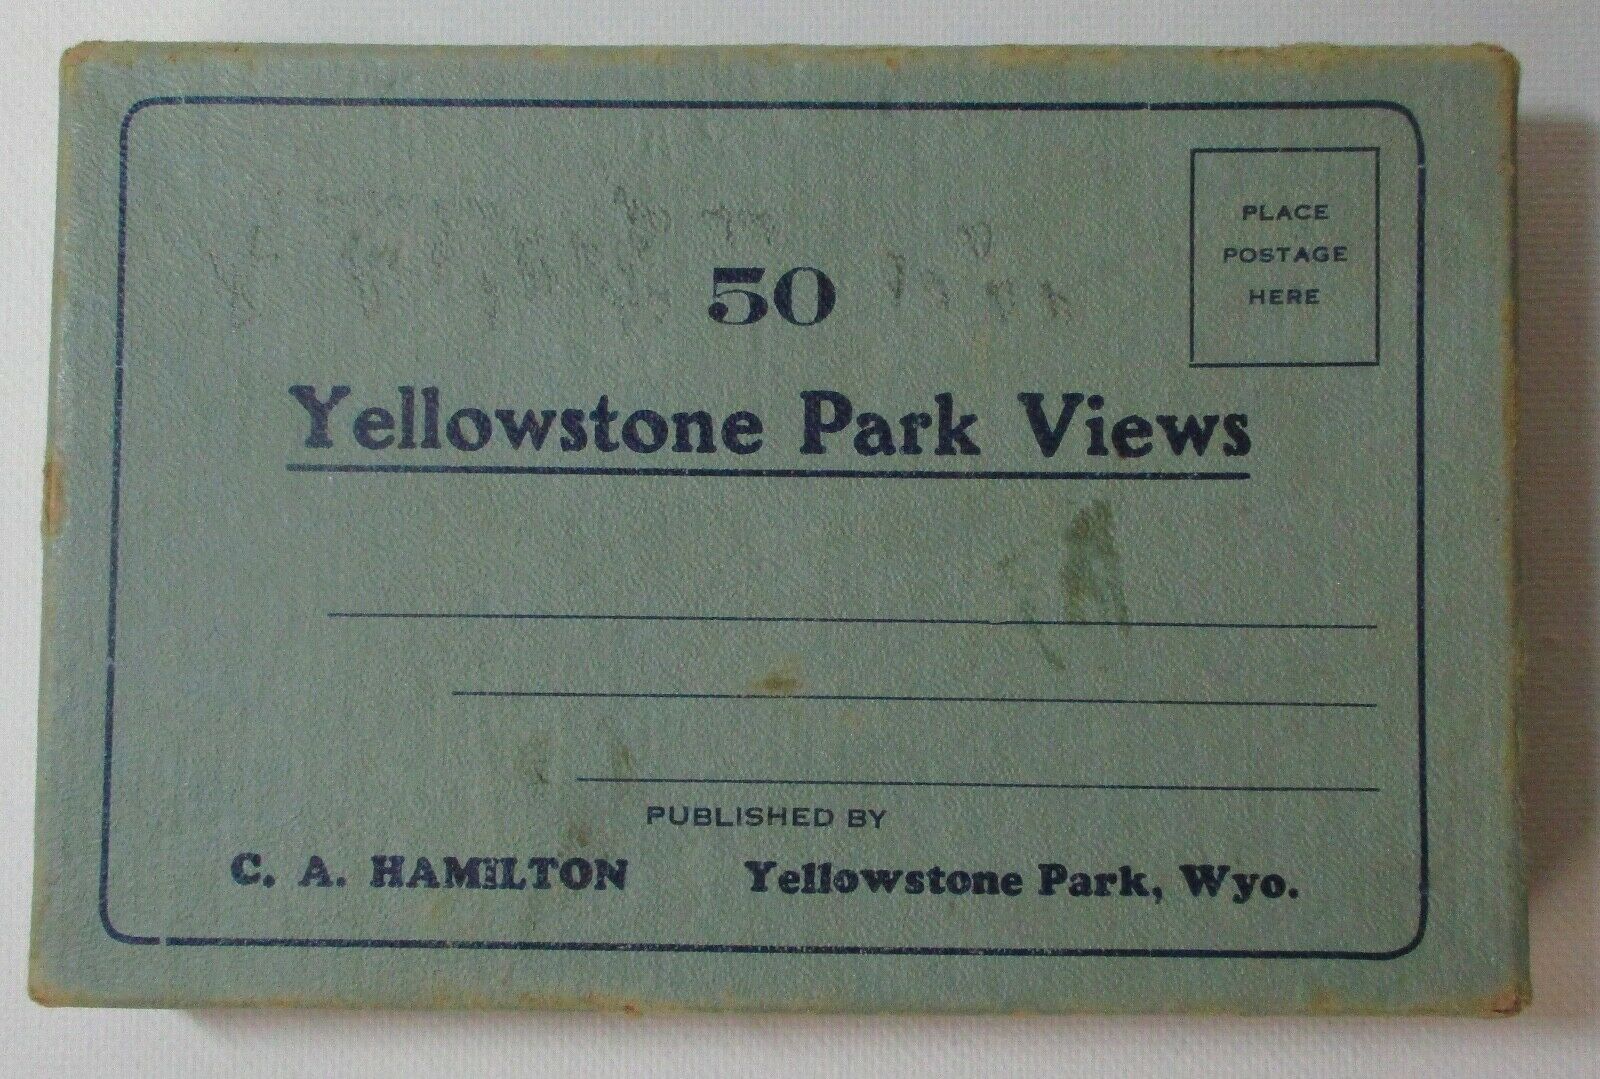 PLACE
POSTAGE
HERE
50
Yellowstone Park Views
PUBLISHED BY
C. A. HAMILTON Yellowstone Park, Wyo.